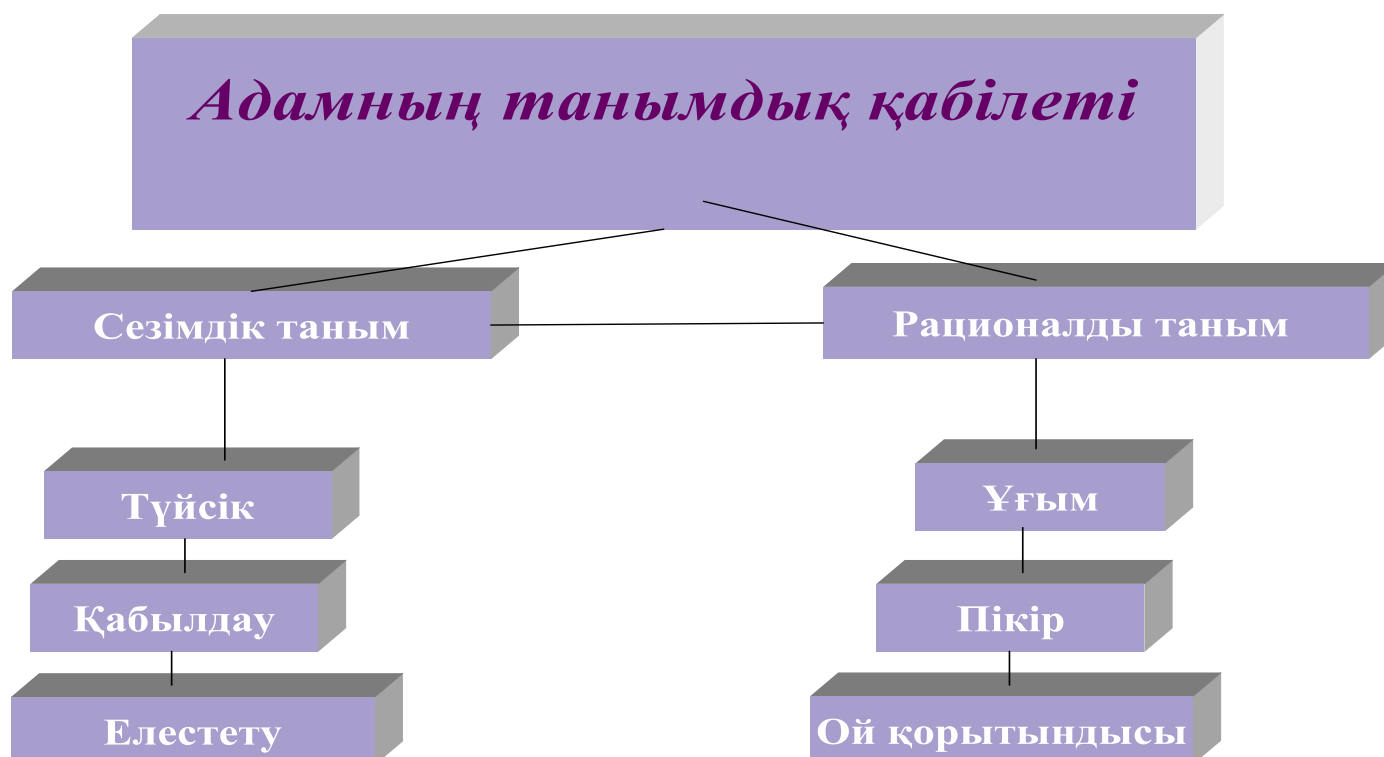 Адамның танымдық қабілеті
Сезімдік таным
Рационалды таным
Түйсік
Қабылдау
Елестету
Ұғым
Пікір
Ой қорытындысы